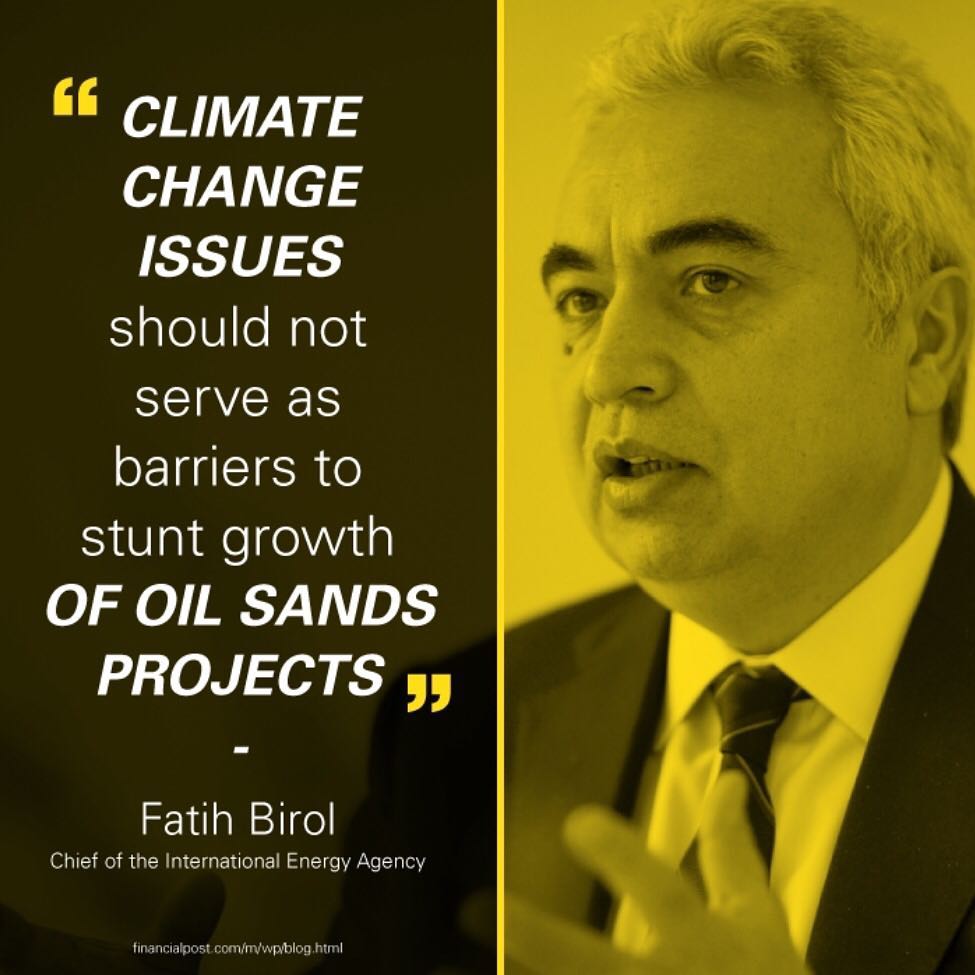 “ CLIMATE
CHANGE
ISSUES
should not
serve as
barriers to
stunt growth
OF OIL SANDS
PROJECTS ”
-
Fatih Birol
Chief of the International Energy Agency
financialpost.com/m/wp/blog.html